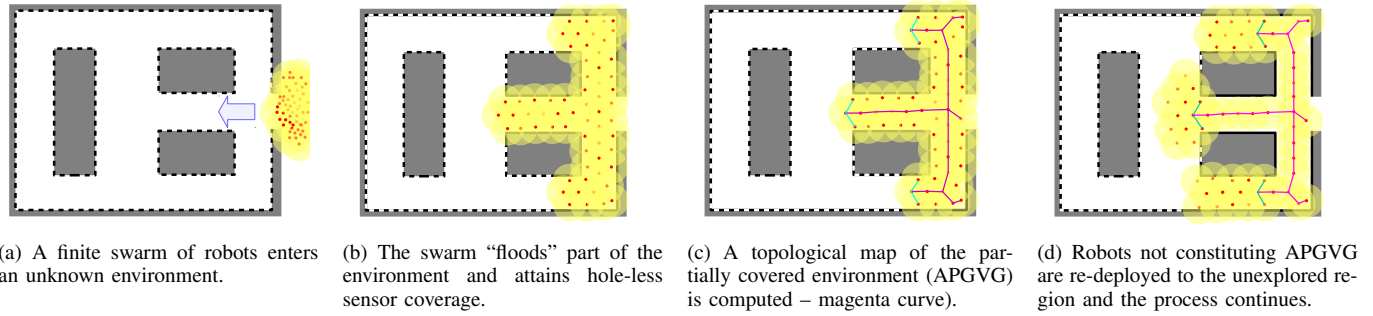 (a) A finite swarm of robots enters
an unknown environment.
(b) The swarm “floods” part of the
environment and attains hole-less
sensor coverage.
(c) A topological map of the par-
tially covered environment (APGVG)
is computed – magenta curve).
(d) Robots not constituting APGVG
are re-deployed to the unexplored re-
gion and the process continues.